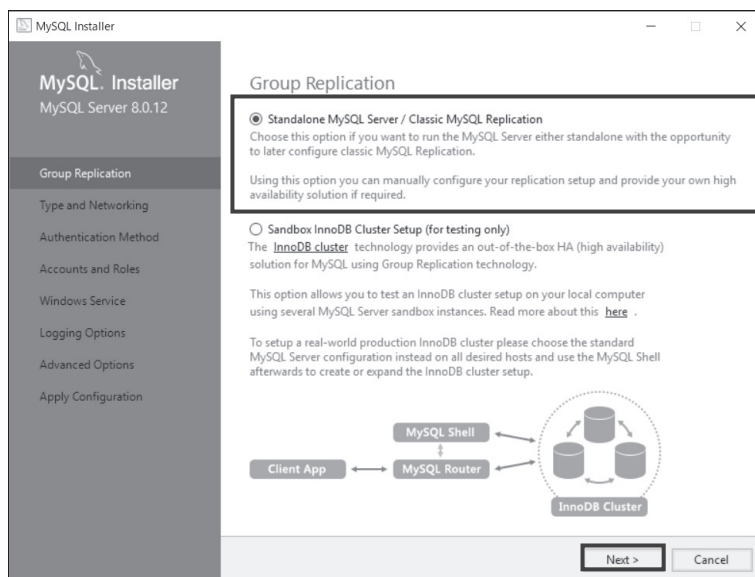 MySQL Installer
MySQL. Installer
MySQL Server 8.0.12
Group Replication
Type and Networking
Authentication Method
Accounts and Roles
Windows Service
Logging Options
Advanced Options
Apply Configuration
Group Replication
Standalone MySQL Server / Classic MySQL Replication
Choose this option if you want to run the MySQL Server either standalone with the opportunity
to later configure classic MySQL Replication.
Using this option you can manually configure your replication setup and provide your own high
availability solution if required.
Sandbox InnoDB Cluster Setup (for testing only)
The InnoDB cluster technology provides an out-of-the-box HA (high availability)
solution for MySQL using Group Replication technology.
This option allows you to test an InnoDB cluster setup on your local computer
using several MySQL Server sandbox instances. Read more about this here .
To setup a real-world production InnoDB cluster please choose the standard
MySQL Server configuration instead on all desired hosts and use the MySQL Shell
afterwards to create or expand the InnoDB cluster setup.
MySQL Shell
Client App
MySQL Router
InnoDB Cluster
Next >
Cancel